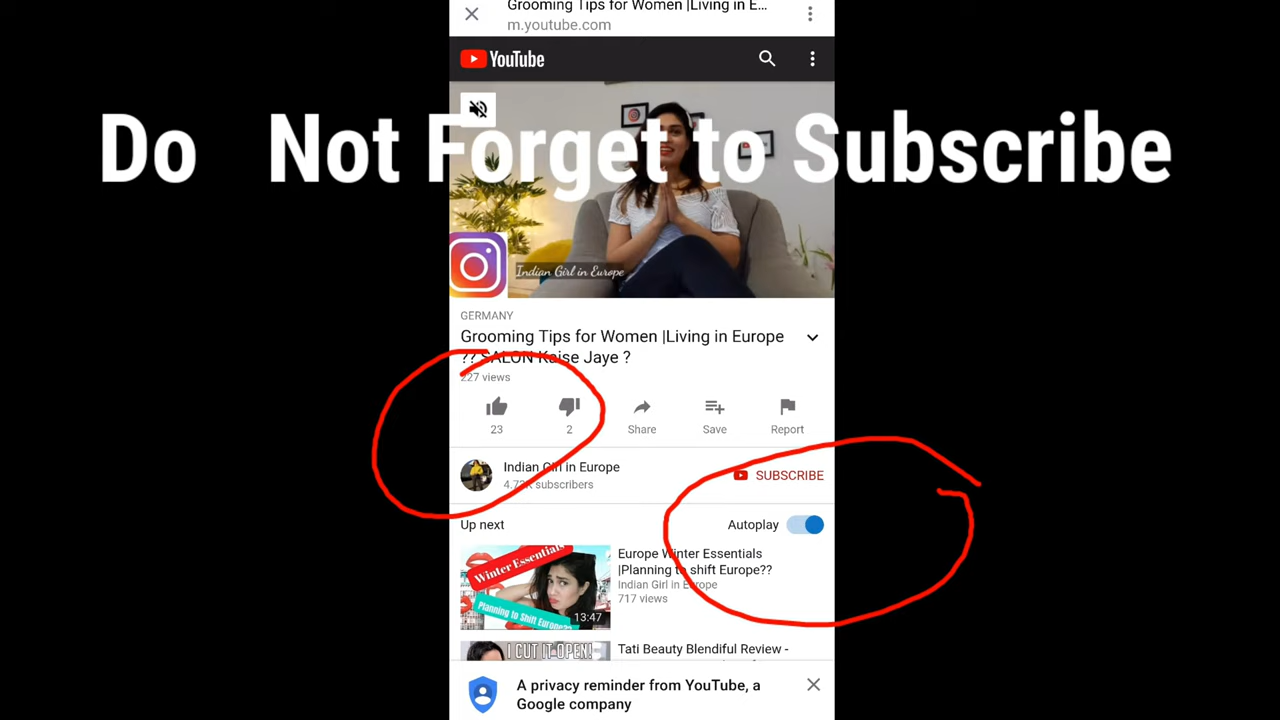 Grooming Tips for Women |Living in E...
m.youtube.com
YouTube
Do Not Forget to Subscribe
Indian Girl in Europe
GERMANY
Grooming Tips for Women |Living in Europe
?? SALON Kaise Jaye ?
227 views
23
2
Share
Save
Report
Indian Girl in Europe
4.73K subscribers
SUBSCRIBE
Up next
Autoplay
Winter Essentials
Planning to Shift Europe??
13:47
Europe Winter Essentials
|Planning to shift Europe??
Indian Girl in Europe
717 views
I CUT IT OPEN!
Tati Beauty Blendiful Review -
A privacy reminder from YouTube, a
Google company